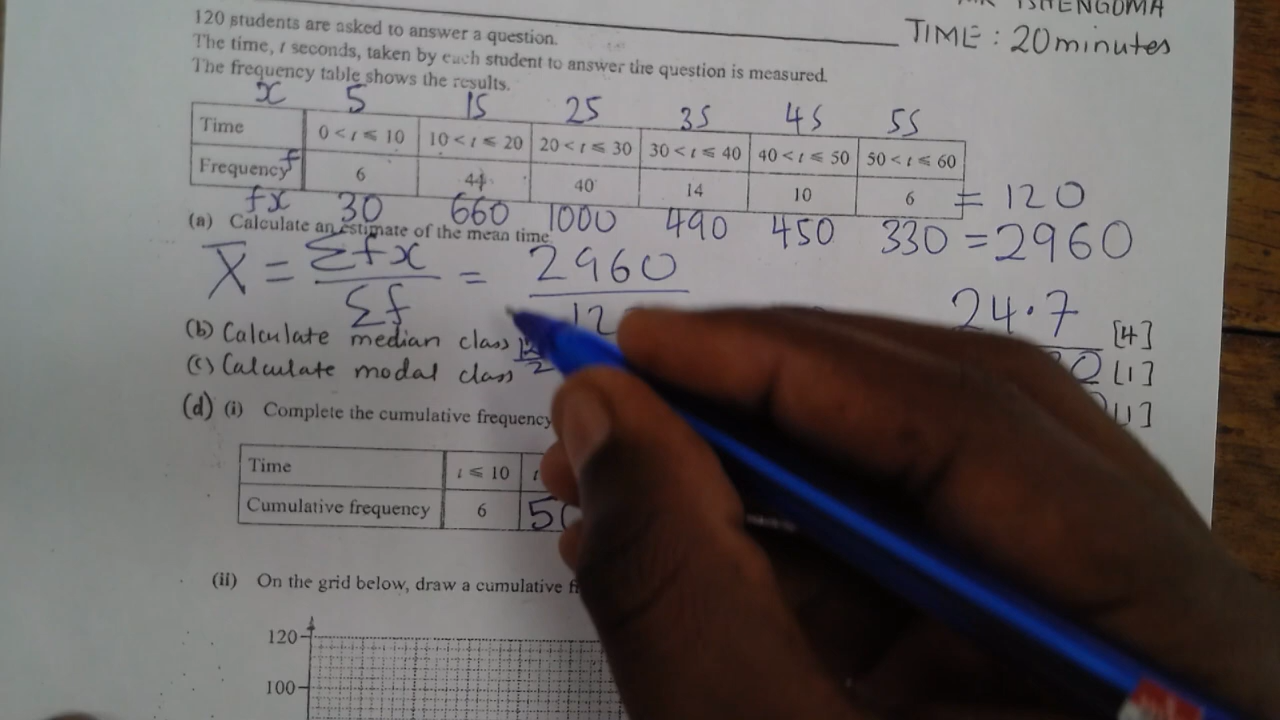 120 students are asked to answer a question.
TIME : 20 minutes
The time, t seconds, taken by each student to answer the question is measured.
The frequency table shows the results.
x 5 15 25 35 45 55
Time 0 < t ⩽ 10 10 < t ⩽ 20 20 < t ⩽ 30 30 < t ⩽ 40 40 < t ⩽ 50 50 < t ⩽ 60
Frequency f 6 44 40 14 10 6 = 120
fx 30 660 1000 490 450 330 = 2960
(a) Calculate an estimate of the mean time.
X̄ = Σfx / Σf = 2960
24.7 [4]
(b) Calculate median class [1]
(c) Calculate modal class [1]
(d) (i) Complete the cumulative frequency
Time t ⩽ 10
Cumulative frequency 6
(ii) On the grid below, draw a cumulative
120
100